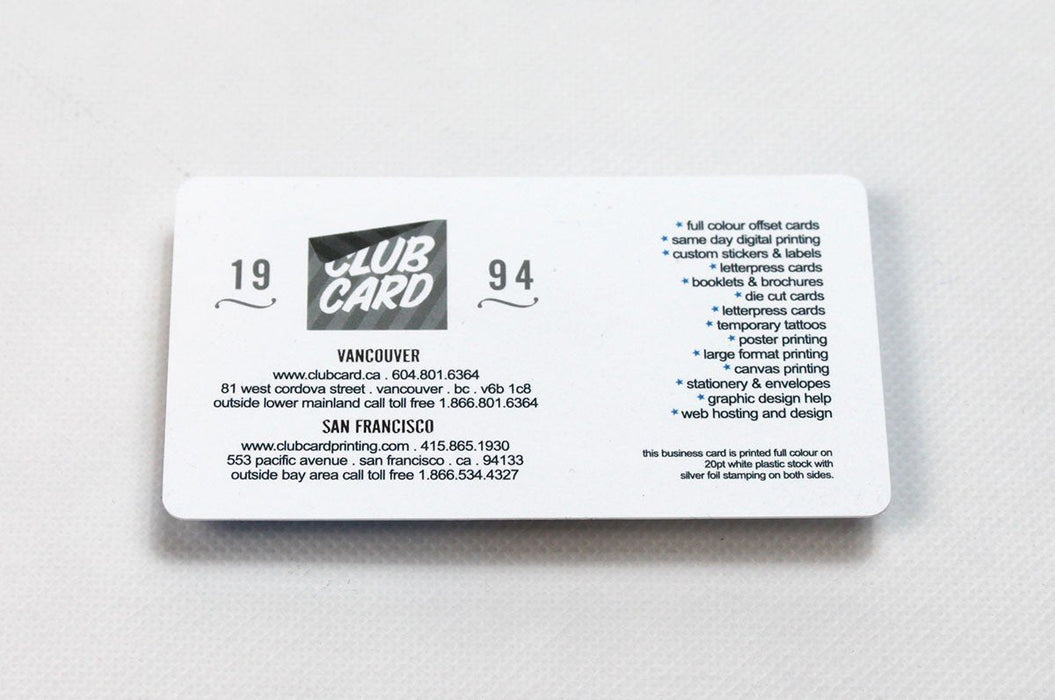 19
CLUB
CARD
94
VANCOUVER
www.clubcard.ca . 604.801.6364
81 west cordova street . vancouver . bc . v6b 1c8
outside lower mainland call toll free 1.866.801.6364
SAN FRANCISCO
www.clubcardprinting.com . 415.865.1930
553 pacific avenue . san francisco . ca . 94133
outside bay area call toll free 1.866.534.4327
* full colour offset cards
* same day digital printing
* custom stickers & labels
* letterpress cards
* booklets & brochures
* die cut cards
* letterpress cards
* temporary tattoos
* poster printing
* large format printing
* canvas printing
* stationery & envelopes
* graphic design help
* web hosting and design
this business card is printed full colour on
20pt white plastic stock with
silver foil stamping on both sides.